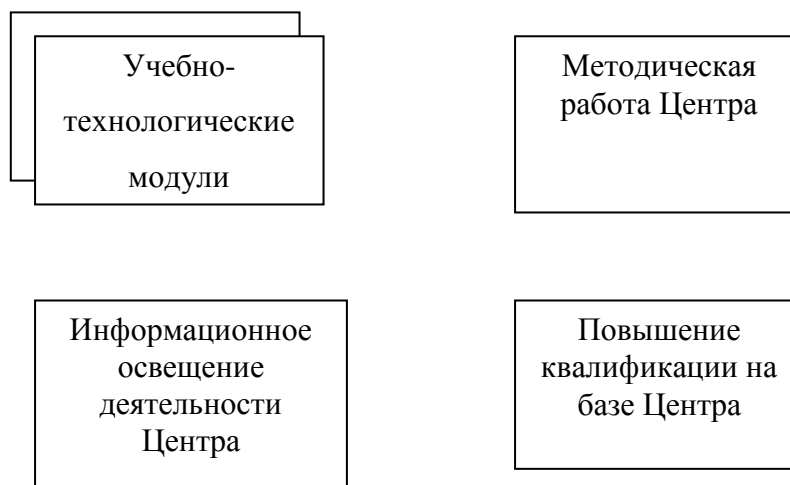 Учебно-
технологические
модули
Методическая
работа Центра
Информационное
освещение
деятельности
Центра
Повышение
квалификации на
базе Центра